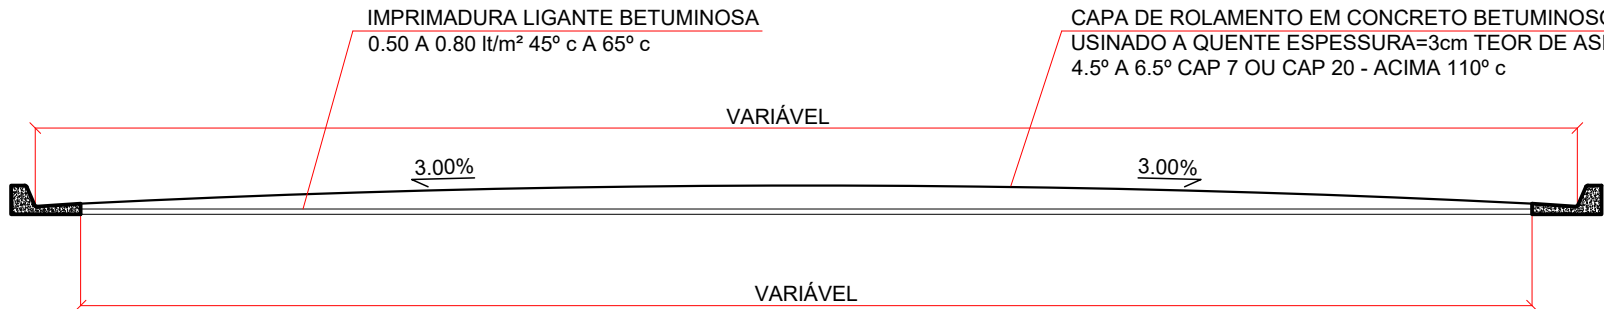 IMPRIMADURA LIGANTE BETUMINOSA
0.50 A 0.80 lt/m² 45º c A 65º c
CAPA DE ROLAMENTO EM CONCRETO BETUMINOSO
USINADO A QUENTE ESPESSURA=3cm TEOR DE
4.5º A 6.5º CAP 7 OU CAP 20 - ACIMA 110º c
VARIÁVEL
3.00%
3.00%
VARIÁVEL